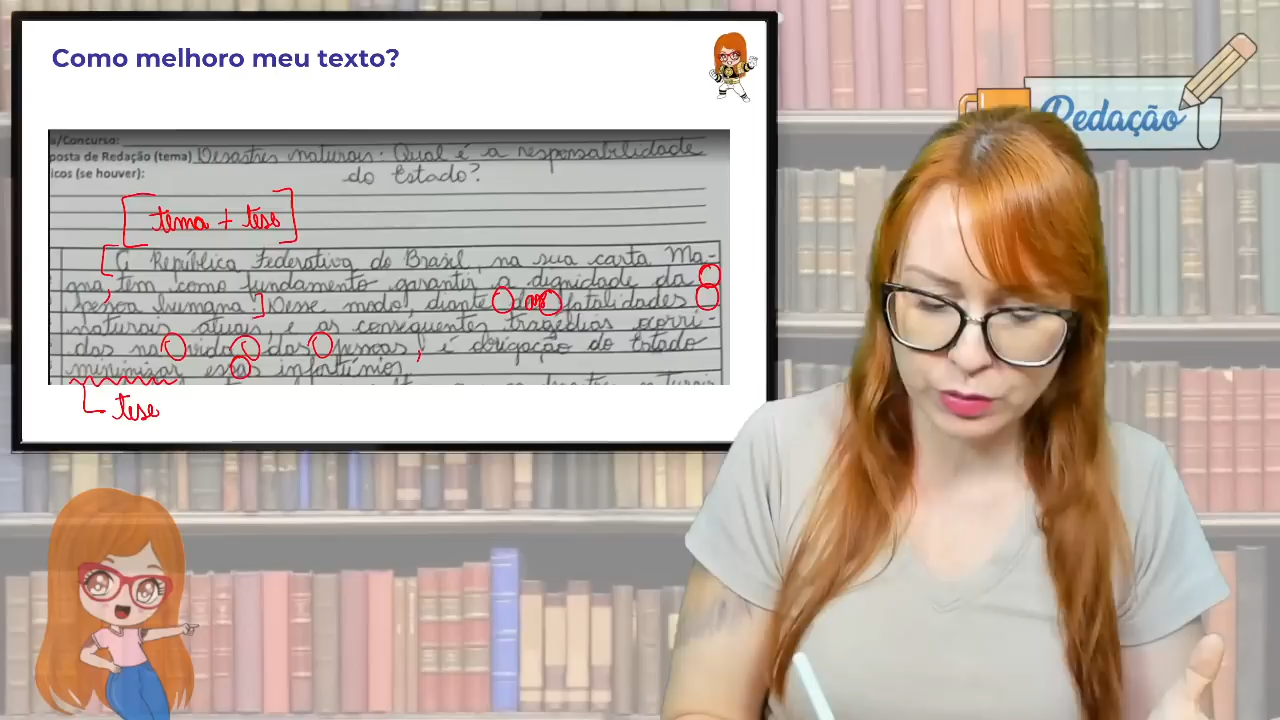 Como melhoro meu texto?
Redação
a/Concurso:
posta de Redação (tema) Desastres naturais: Qual é a responsabilidade
icos (se houver): do Estado?
tema + tese
A República Federativa do Brasil, na sua carta Ma-
gna, tem como fundamento garantir a dignidade da
pessoa humana. Desse modo, diante das fatalidades
naturais atuais, e as consequentes tragédias ocorri-
das na vida das pessoas, é obrigação do Estado
minimizar esses infortúnios
tese